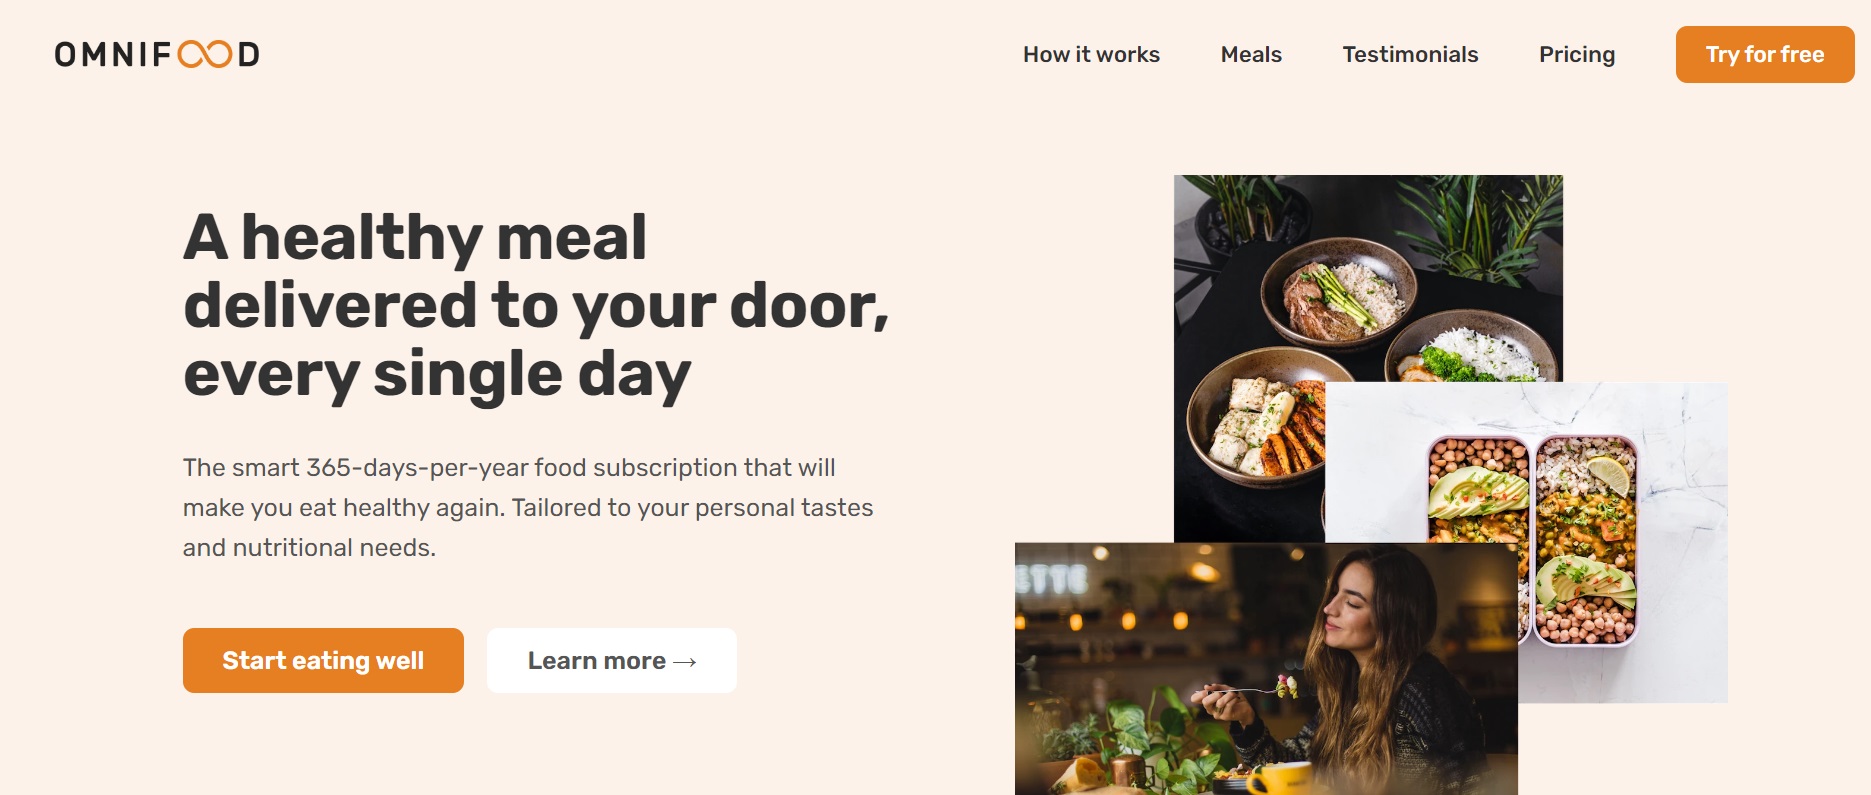 OMNIFOOD
How it works
Meals
Testimonials
Pricing
Try for free
A healthy meal
delivered to your door,
every single day
The smart 365-days-per-year food subscription that will
make you eat healthy again. Tailored to your personal tastes
and nutritional needs.
Start eating well
Learn more →
ETTE